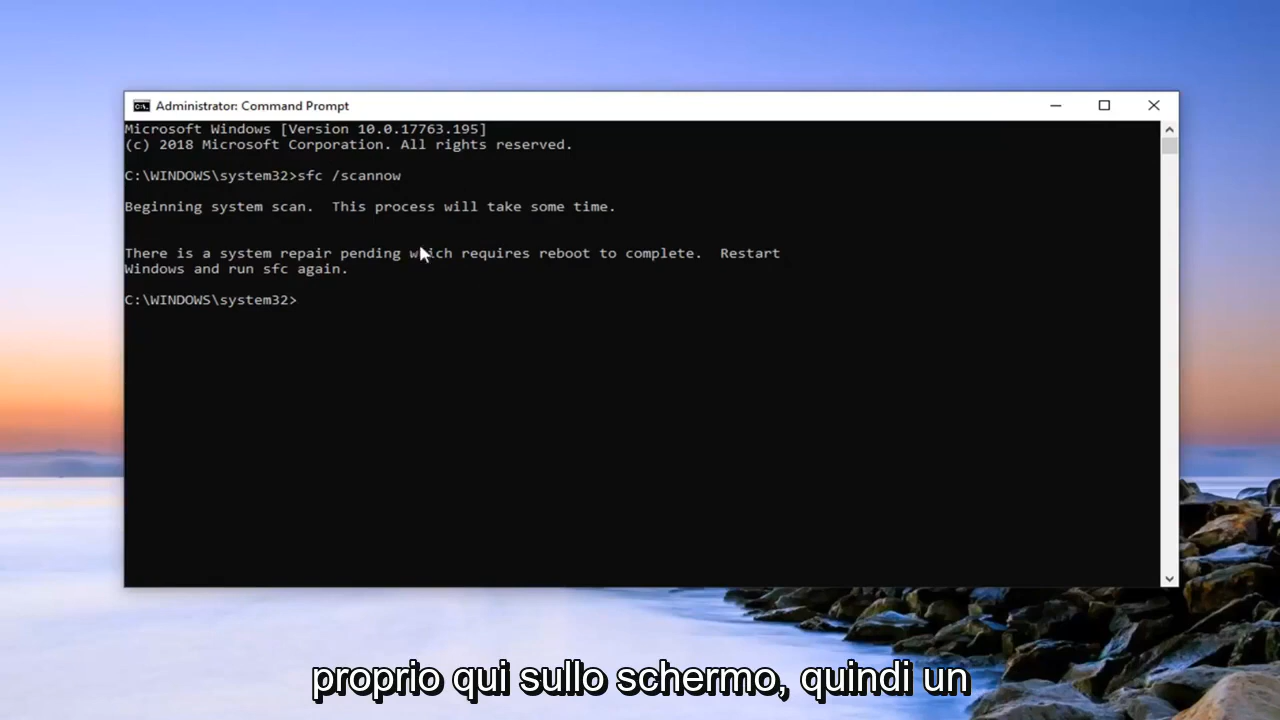 Administrator: Command Prompt
Microsoft Windows [Version 10.0.17763.195]
(c) 2018 Microsoft Corporation. All rights reserved.
C:\WINDOWS\system32>sfc /scannow
Beginning system scan.  This process will take some time.
There is a system repair pending which requires reboot to complete.  Restart
Windows and run sfc again.
C:\WINDOWS\system32>
proprio qui sullo schermo, quindi un